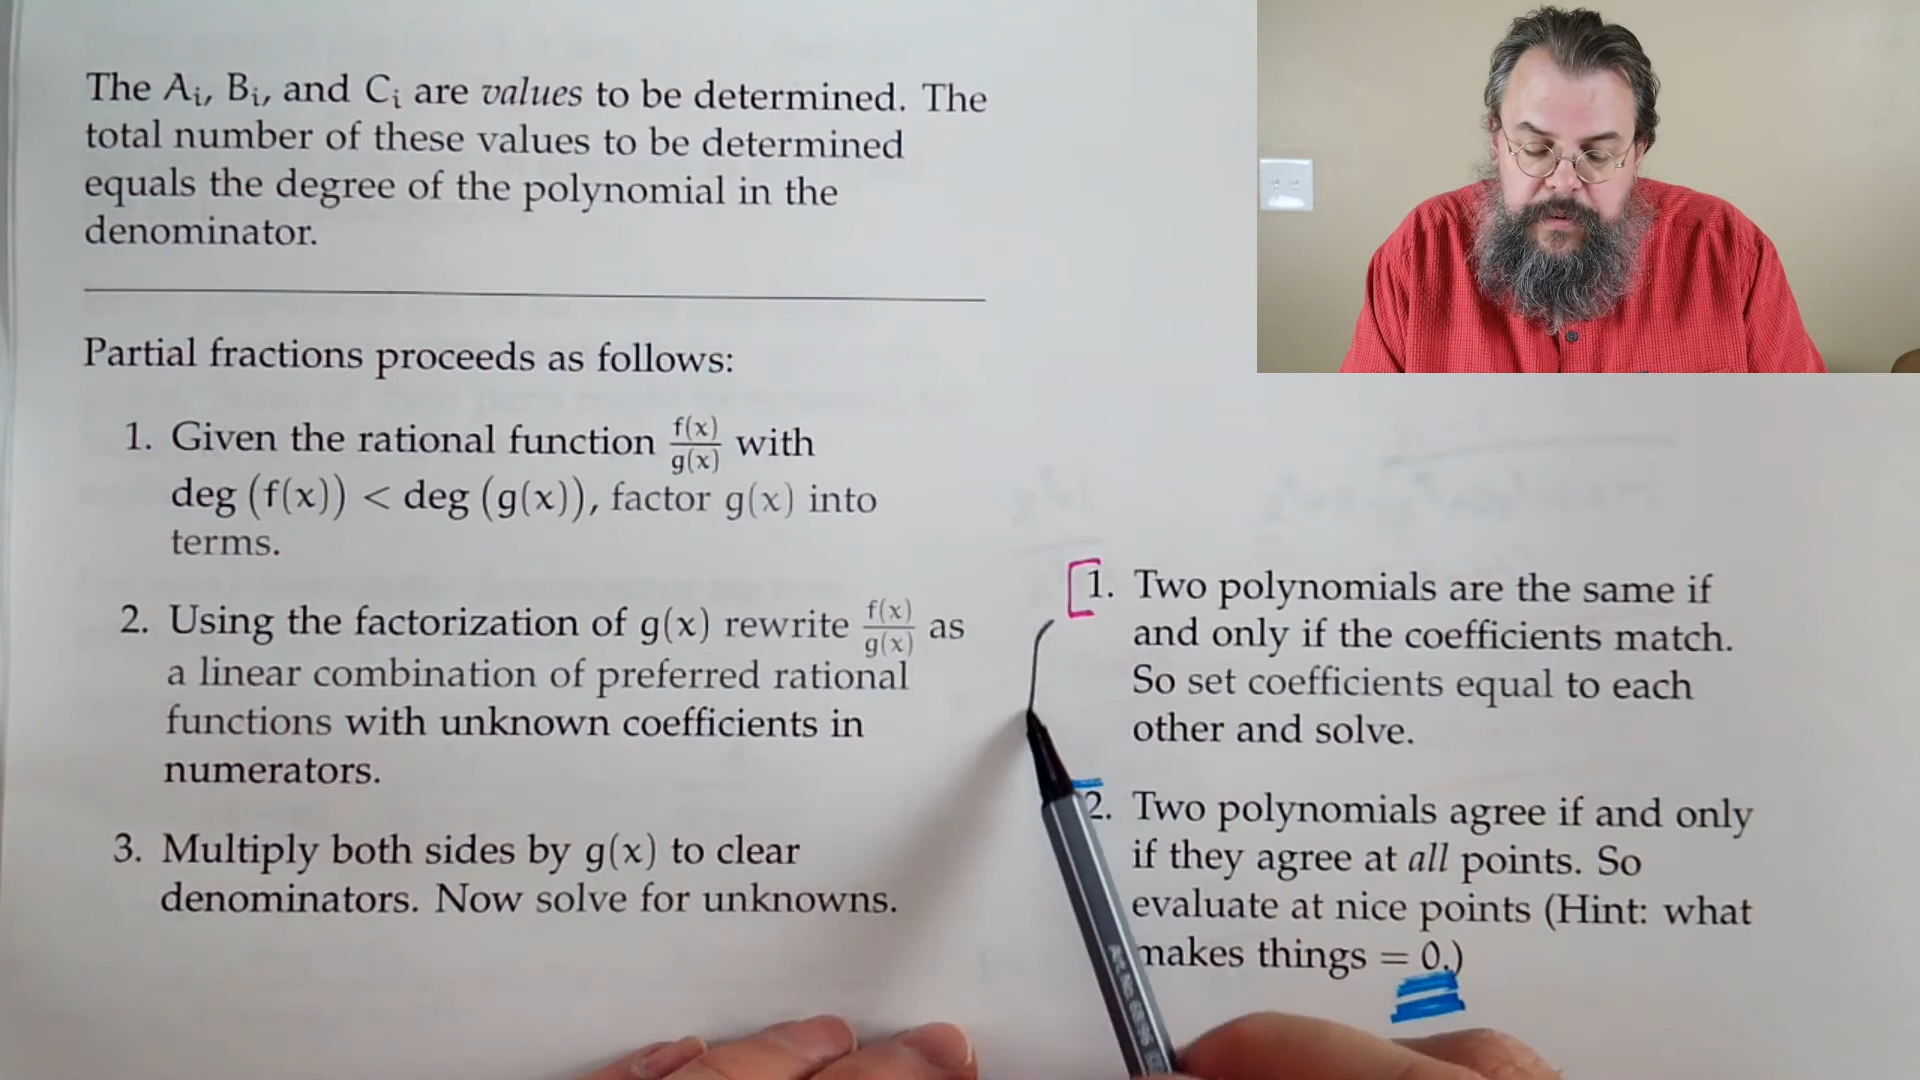 The Aᵢ, Bᵢ, and Cᵢ are values to be determined. The
total number of these values to be determined
equals the degree of the polynomial in the
denominator.
Partial fractions proceeds as follows:
1. Given the rational function f(x)/g(x) with
deg (f(x)) < deg (g(x)), factor g(x) into
terms.
2. Using the factorization of g(x) rewrite f(x)/g(x) as
a linear combination of preferred rational
functions with unknown coefficients in
numerators.
3. Multiply both sides by g(x) to clear
denominators. Now solve for unknowns.
1. Two polynomials are the same if
and only if the coefficients match.
So set coefficients equal to each
other and solve.
2. Two polynomials agree if and only
if they agree at all points. So
evaluate at nice points (Hint: what
makes things = 0.)